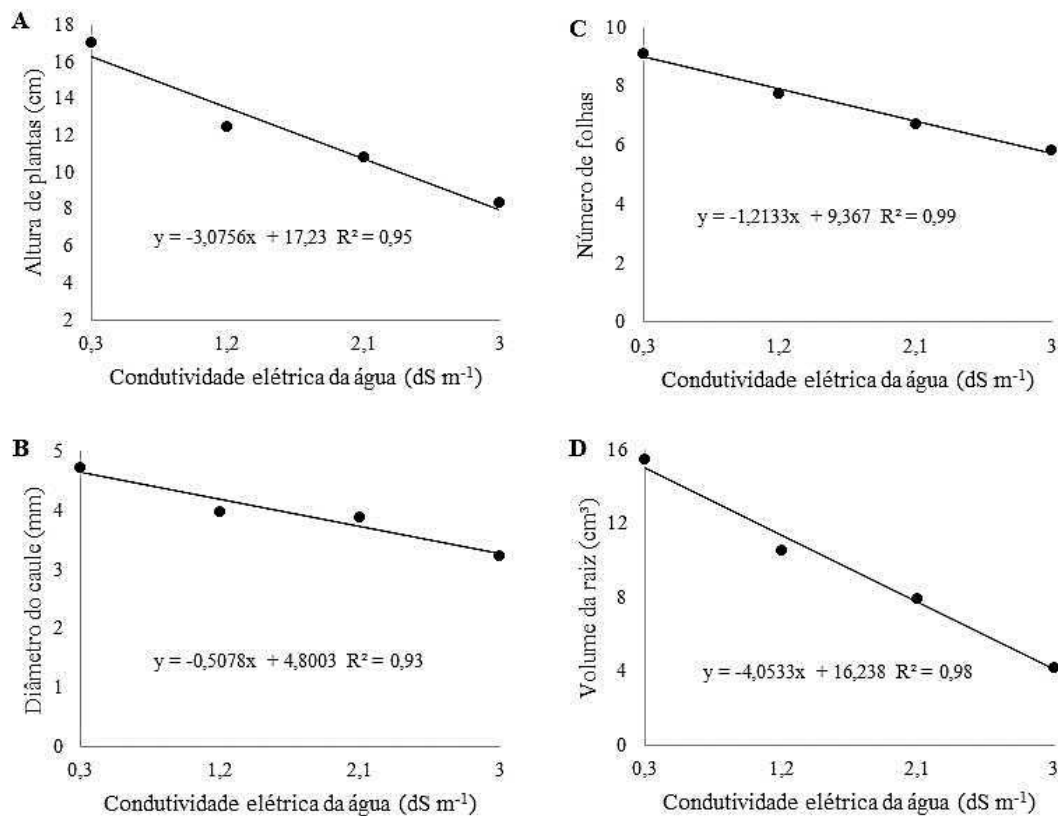 A
18
16
14
12
10
8
6
4
2
Altura de plantas (cm)
y = -3,0756x + 17,23 R² = 0,95
0,3 1,2 2,1 3
Condutividade elétrica da água (dS m⁻¹)
C
10
8
6
4
2
0
Número de folhas
y = -1,2133x + 9,367 R² = 0,99
0,3 1,2 2,1 3
Condutividade elétrica da água (dS m⁻¹)
B
5
4
3
2
1
0
Diâmetro do caule (mm)
y = -0,5078x + 4,8003 R² = 0,93
0,3 1,2 2,1 3
Condutividade elétrica da água (dS m⁻¹)
D
16
12
8
4
0
Volume da raiz (cm³)
y = -4,0533x + 16,238 R² = 0,98
0,3 1,2 2,1 3
Condutividade elétrica da água (dS m⁻¹)